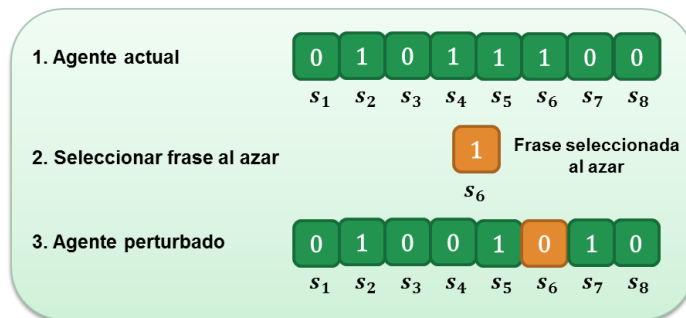 1. Agente actual
0 1 0 1 1 1 0 0
s₁ s₂ s₃ s₄ s₅ s₆ s₇ s₈
2. Seleccionar frase al azar
1
s₆
Frase seleccionada
al azar
3. Agente perturbado
0 1 0 0 1 0 1 0
s₁ s₂ s₃ s₄ s₅ s₆ s₇ s₈